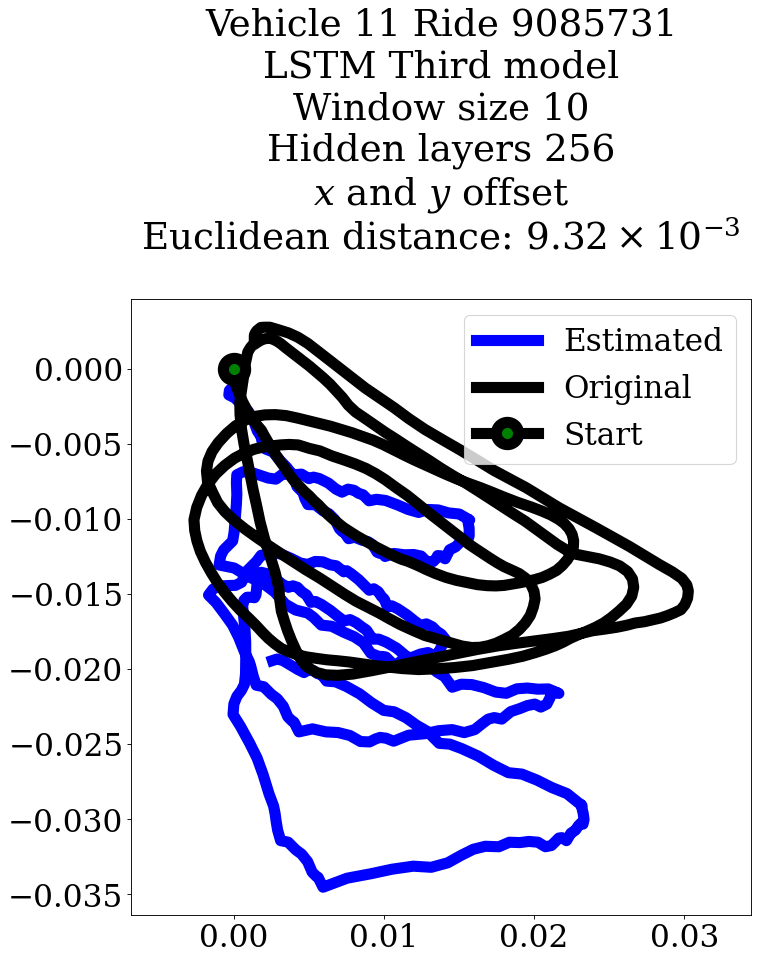 Vehicle 11 Ride 9085731
LSTM Third model
Window size 10
Hidden layers 256
x and y offset
Euclidean distance: 9.32 × 10⁻³
Estimated
Original
Start
0.000
−0.005
−0.010
−0.015
−0.020
−0.025
−0.030
−0.035
0.00 0.01 0.02 0.03